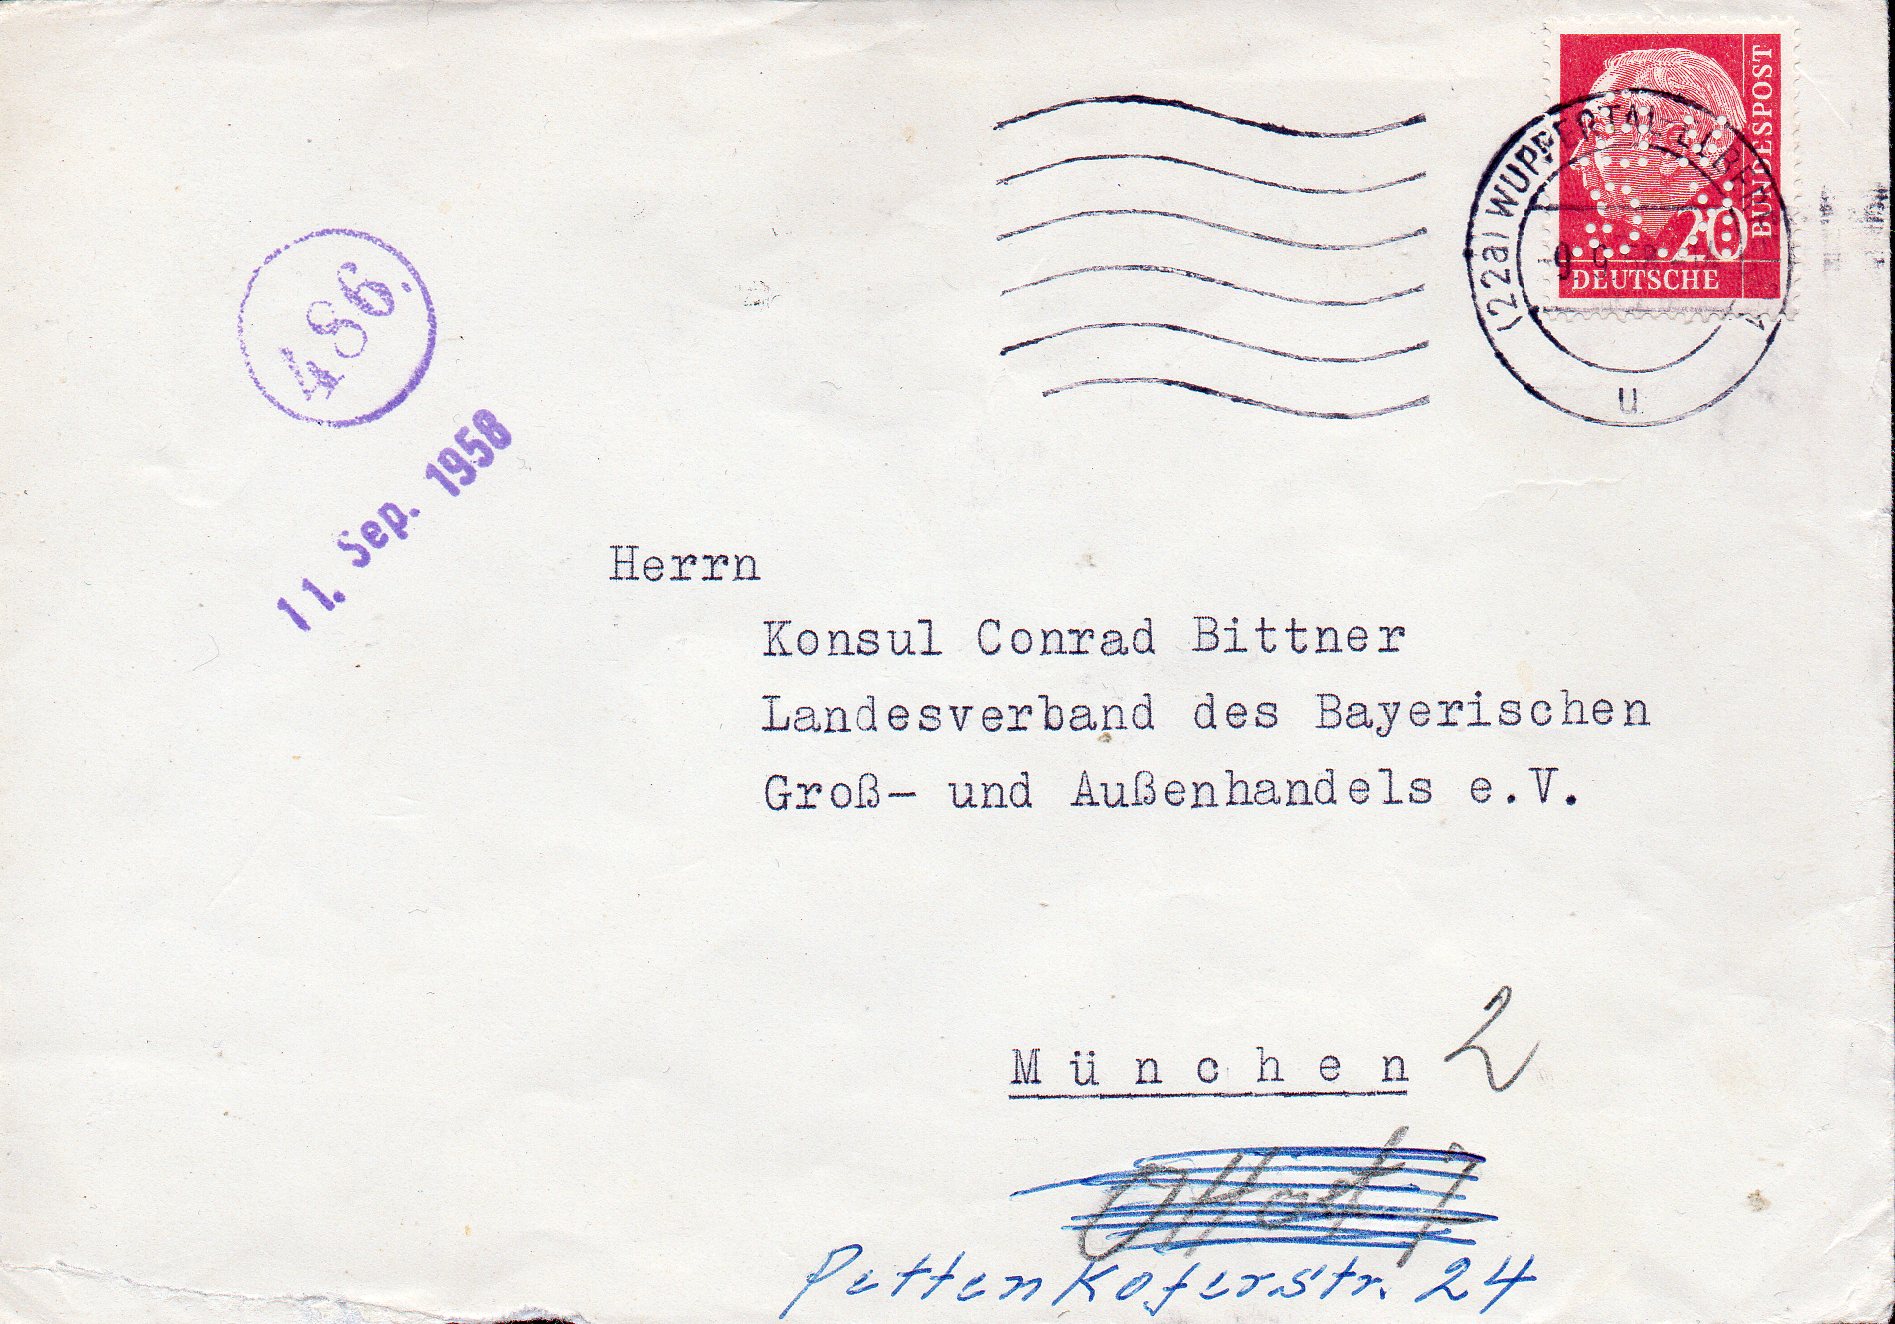 BUNDESPOST
20
DEUTSCHE
(22a) WUPPERTAL-ELBERF
u
486.
11. Sep. 1958
Herrn
Konsul Conrad Bittner
Landesverband des Bayerischen
Groß- und Außenhandels e.V.
München 2
Pettenkoferstr. 24